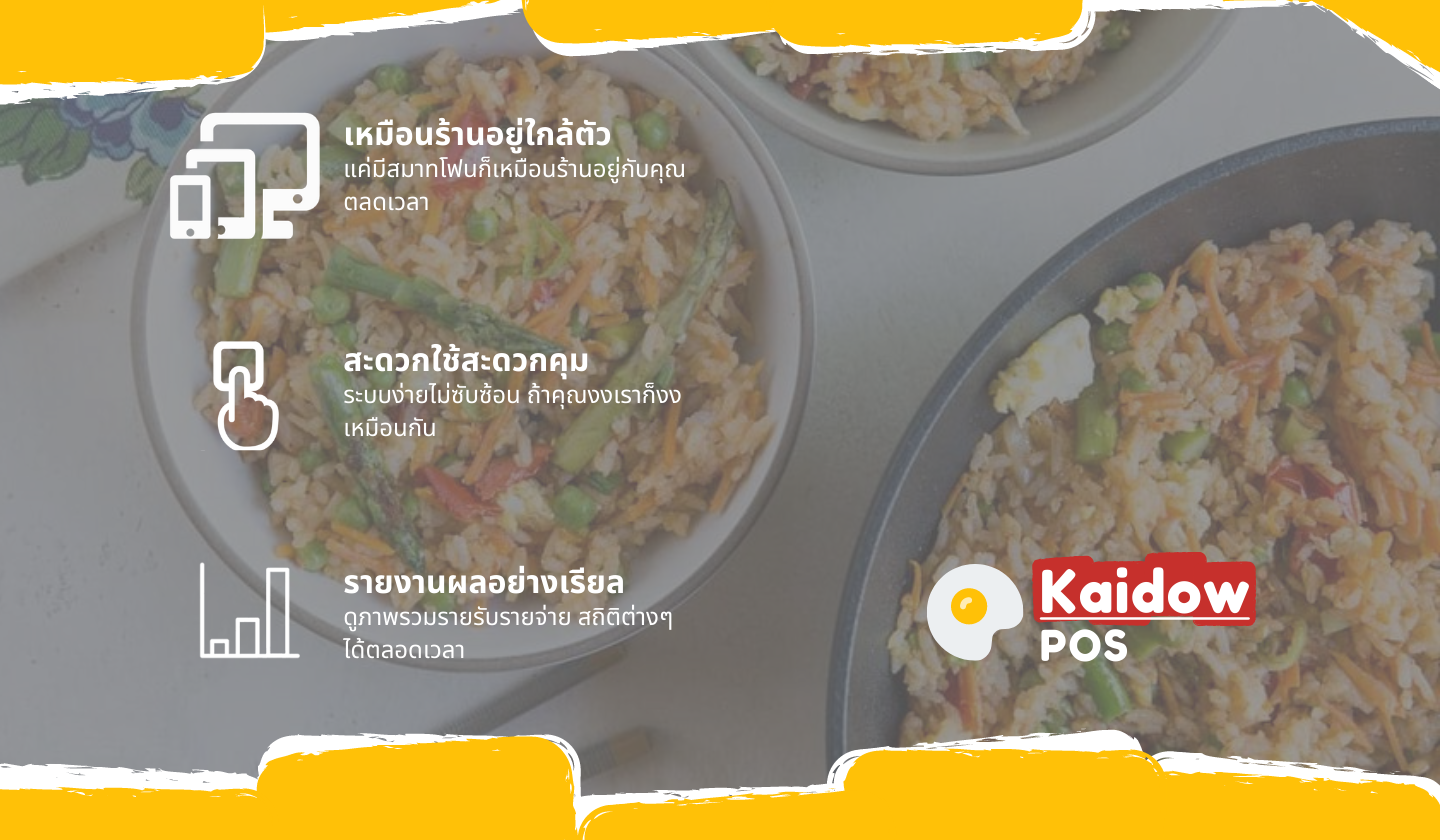 เหมือนร้านอยู่ใกล้ตัว
แค่มีสมาทโฟนก็เหมือนร้านอยู่กับคุณ
ตลดเวลา
สะดวกใช้สะดวกคุม
ระบบง่ายไม่ซับซ้อน ถ้าคุณงงเราก็งง
เหมือนกัน
รายงานผลอย่างเรียล
ดูภาพรวมรายรับรายจ่าย สถิติต่างๆ
ได้ตลอดเวลา
Kaidow
POS